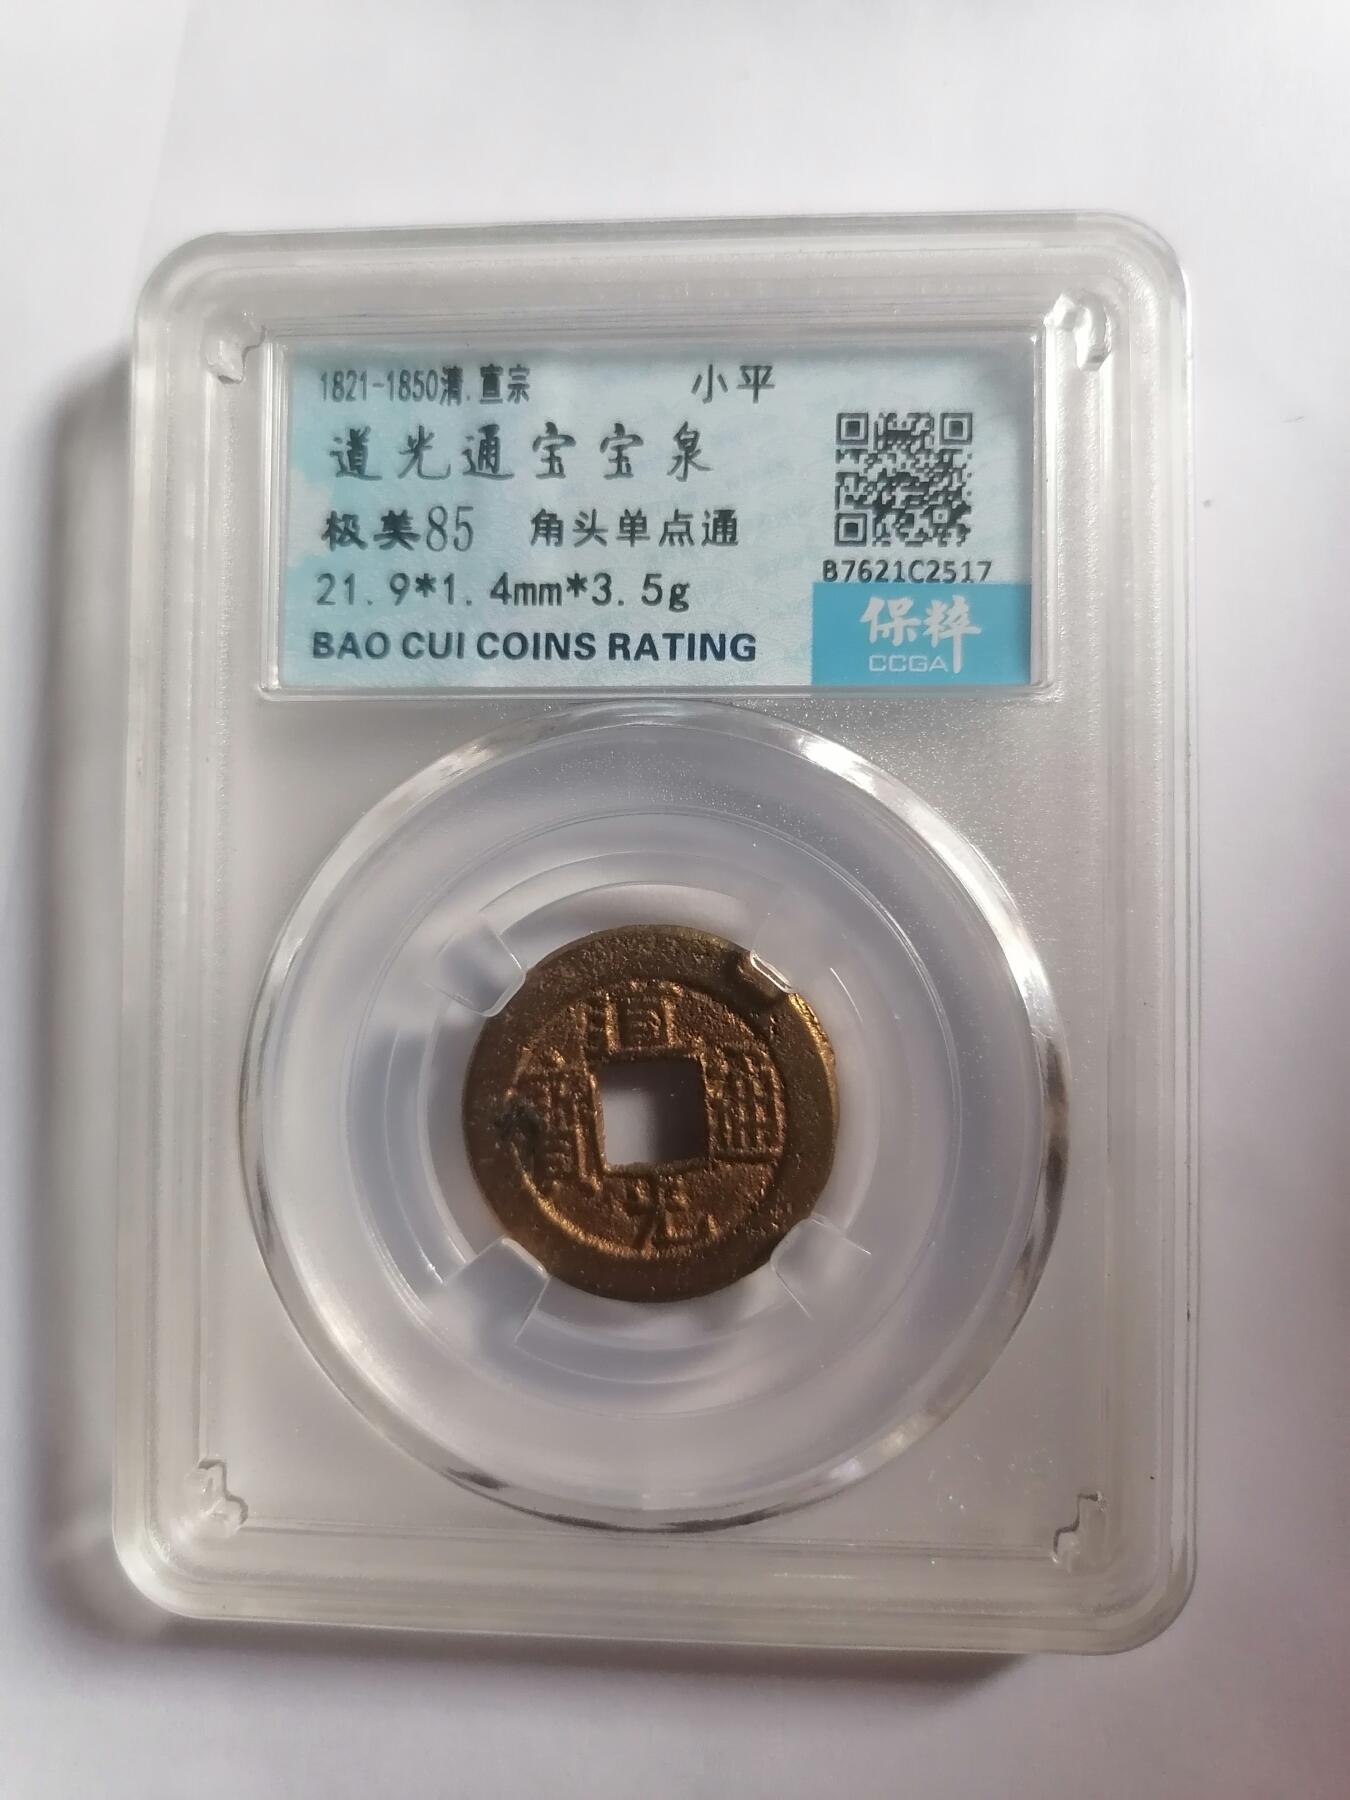 1821-1850清.宣宗 小平
道光通宝宝泉
极美85 角头单点通
21.9*1.4mm*3.5g
BAO CUI COINS RATING
B7621C2517
保粹
CCGA
道光通寶